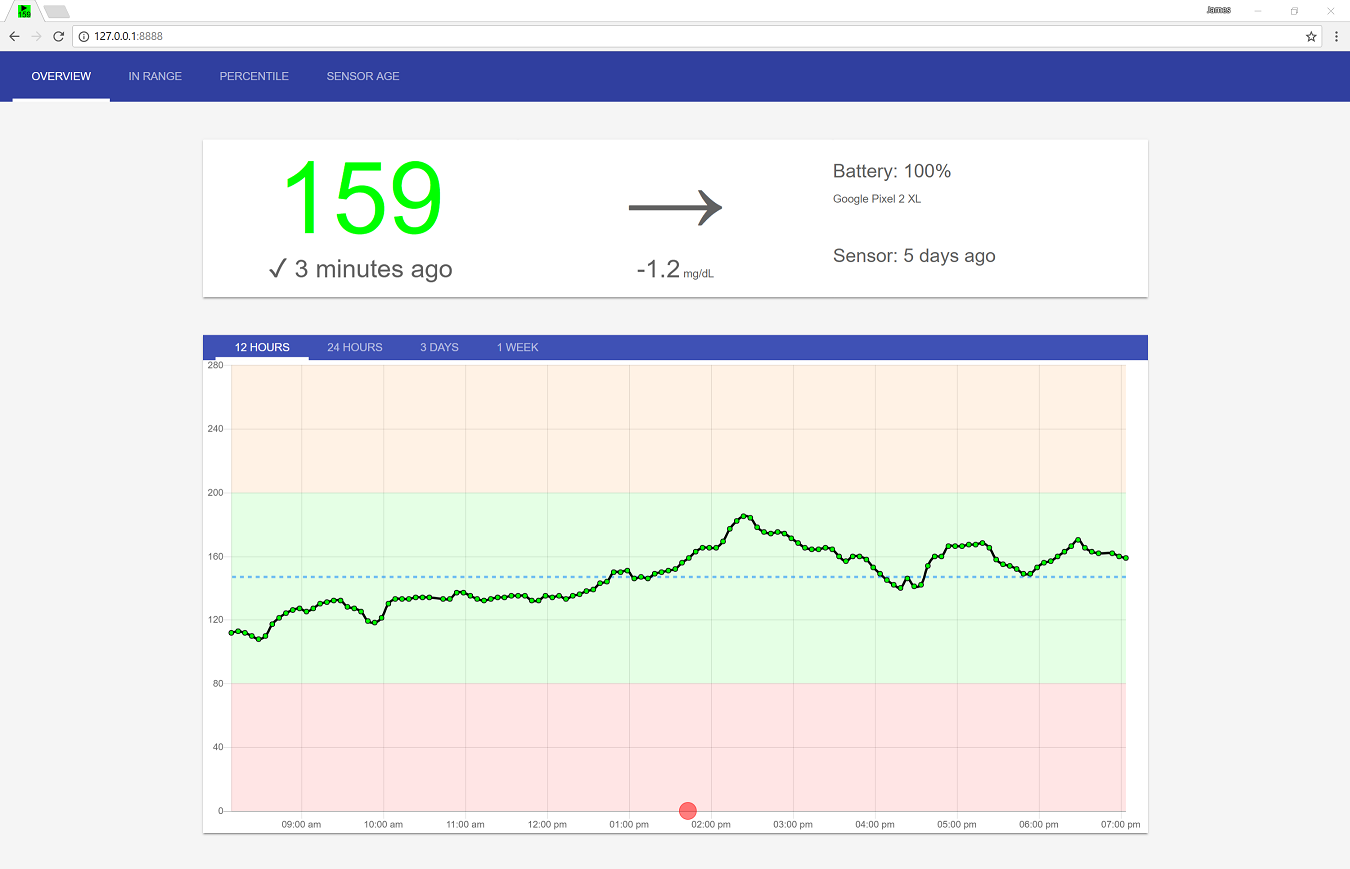 159
James
127.0.0.1:8888
OVERVIEW IN RANGE PERCENTILE SENSOR AGE
159
✓ 3 minutes ago
→
-1.2 mg/dL
Battery: 100%
Google Pixel 2 XL
Sensor: 5 days ago
12 HOURS 24 HOURS 3 DAYS 1 WEEK
280
240
200
160
120
80
40
0
09:00 am 10:00 am 11:00 am 12:00 pm 01:00 pm 02:00 pm 03:00 pm 04:00 pm 05:00 pm 06:00 pm 07:00 pm